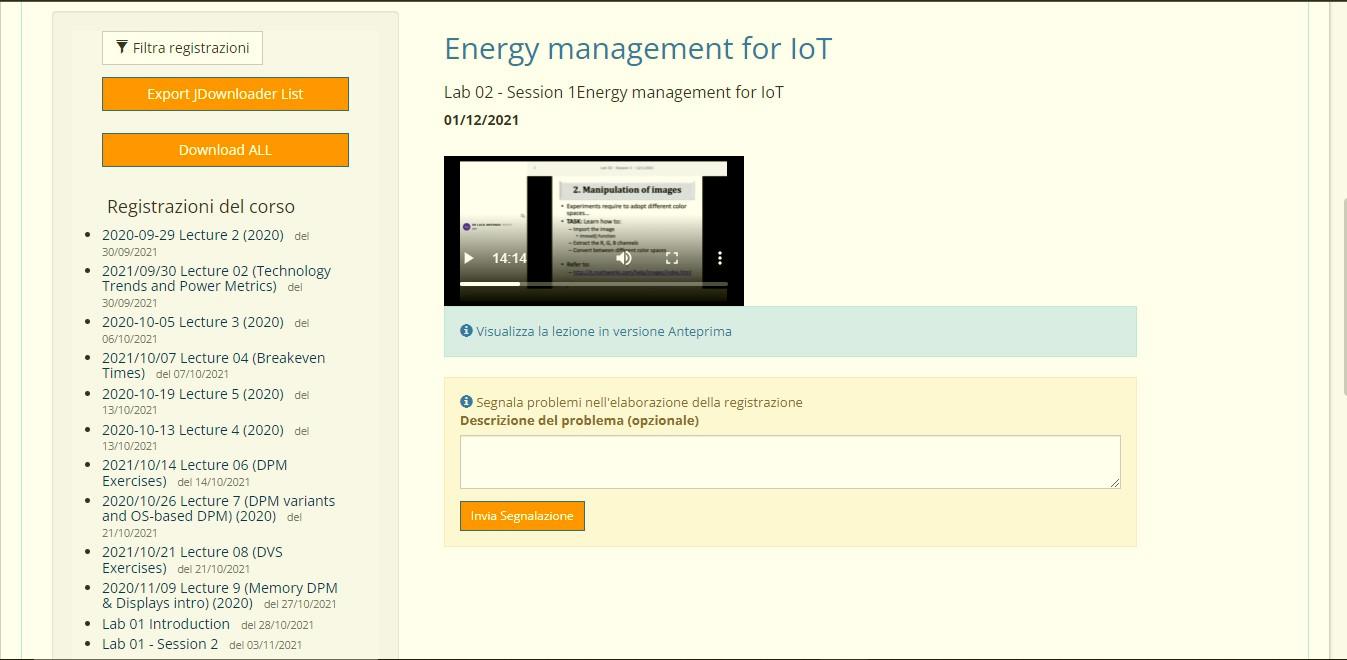 Filtra registrazioni
Export JDownloader List
Download ALL
Registrazioni del corso
2020-09-29 Lecture 2 (2020) del
30/09/2021
2021/09/30 Lecture 02 (Technology
Trends and Power Metrics) del
30/09/2021
2020-10-05 Lecture 3 (2020) del
06/10/2021
2021/10/07 Lecture 04 (Breakeven
Times) del 07/10/2021
2020-10-19 Lecture 5 (2020) del
13/10/2021
2020-10-13 Lecture 4 (2020) del
13/10/2021
2021/10/14 Lecture 06 (DPM
Exercises) del 14/10/2021
2020/10/26 Lecture 7 (DPM variants
and OS-based DPM) (2020) del
21/10/2021
2021/10/21 Lecture 08 (DVS
Exercises) del 21/10/2021
2020/11/09 Lecture 9 (Memory DPM
& Displays intro) (2020) del 27/10/2021
Lab 01 Introduction del 28/10/2021
Lab 01 - Session 2 del 03/11/2021
Energy management for IoT
Lab 02 - Session 1Energy management for IoT
01/12/2021
2. Manipulation of images
• Experiments require to adopt different color
spaces...
• TASK: Learn how to:
– Import the image
• imread() function
– Extract the R, G, B channels
– Convert between different color spaces
• Refer to:
14:14
Visualizza la lezione in versione Anteprima
Segnala problemi nell'elaborazione della registrazione
Descrizione del problema (opzionale)
Invia Segnalazione